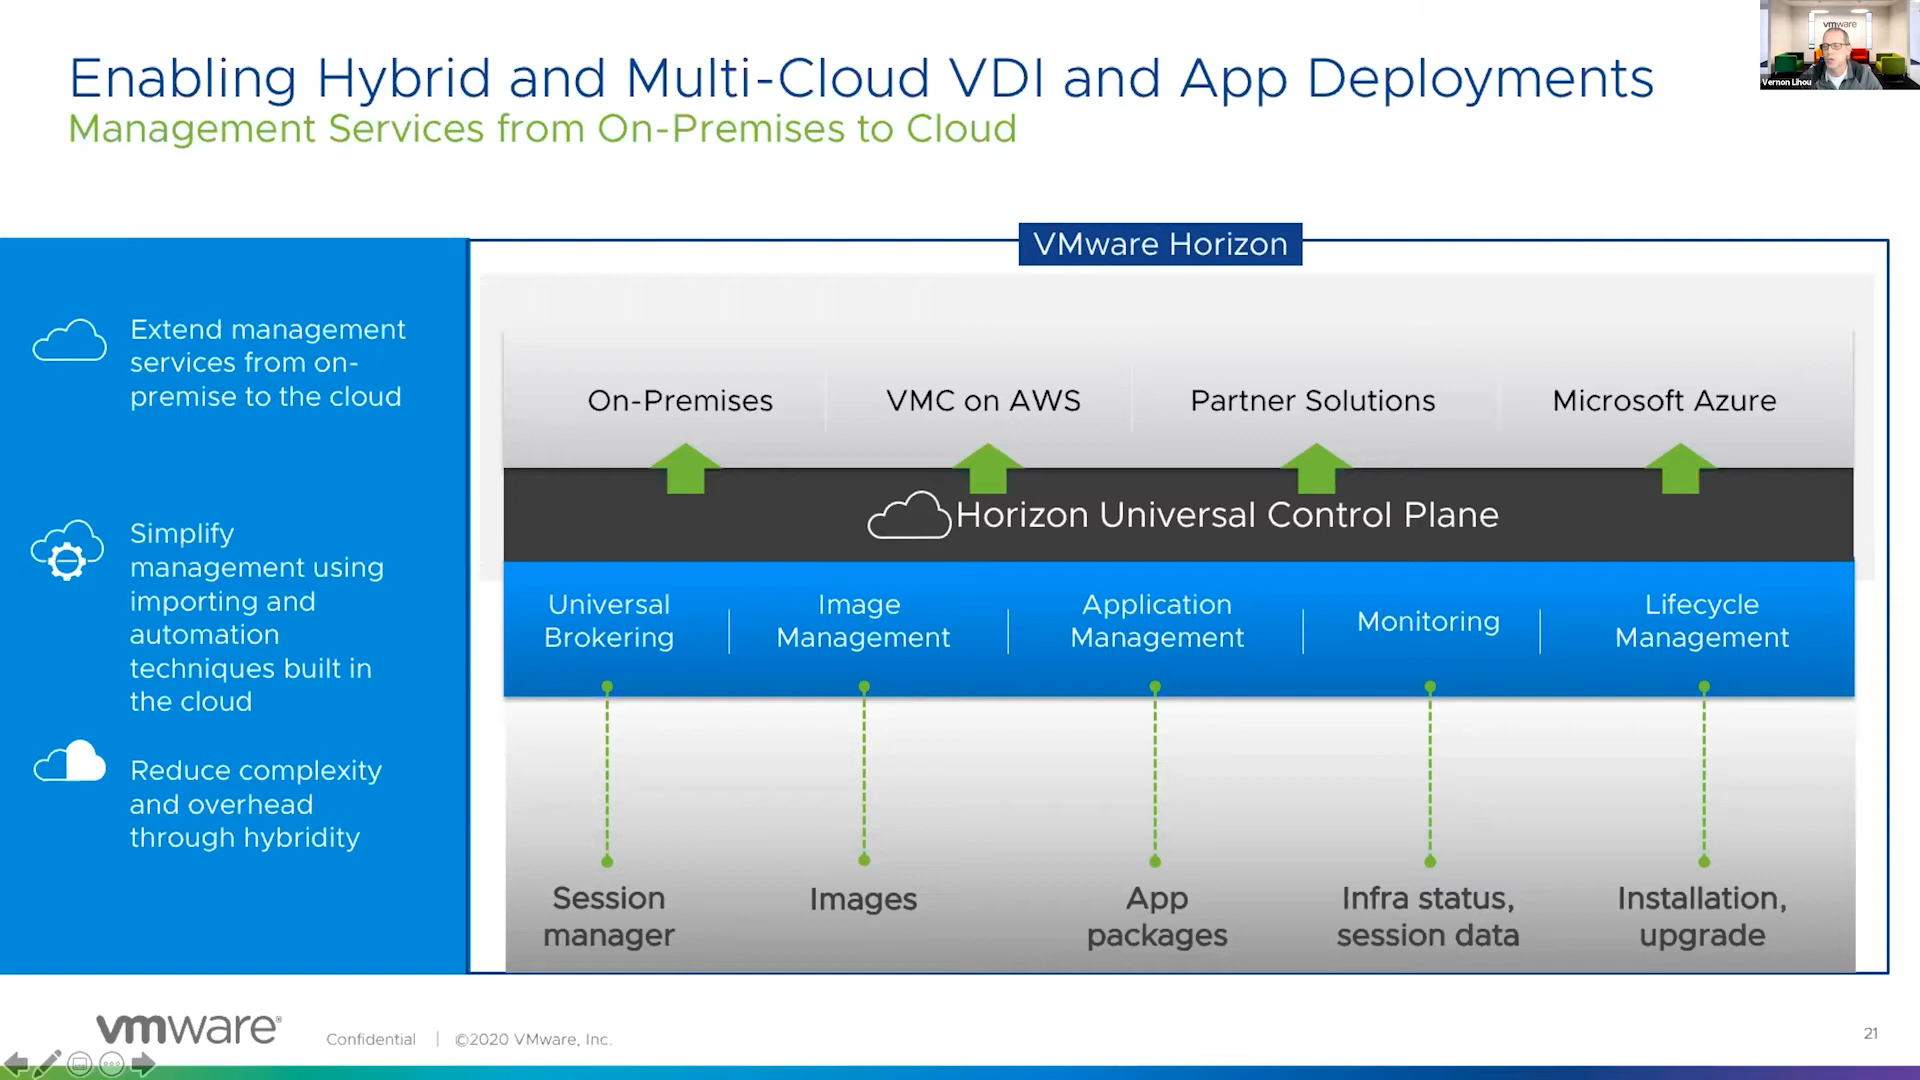 Enabling Hybrid and Multi-Cloud VDI and App Deployments
Management Services from On-Premises to Cloud
vmware
Vernon Lihou
Extend management
services from on-
premise to the cloud
Simplify
management using
importing and
automation
techniques built in
the cloud
Reduce complexity
and overhead
through hybridity
VMware Horizon
On-Premises
VMC on AWS
Partner Solutions
Microsoft Azure
Horizon Universal Control Plane
Universal
Brokering
Image
Management
Application
Management
Monitoring
Lifecycle
Management
Session
manager
Images
App
packages
Infra status,
session data
Installation,
upgrade
vmware®
Confidential | ©2020 VMware, Inc.
21